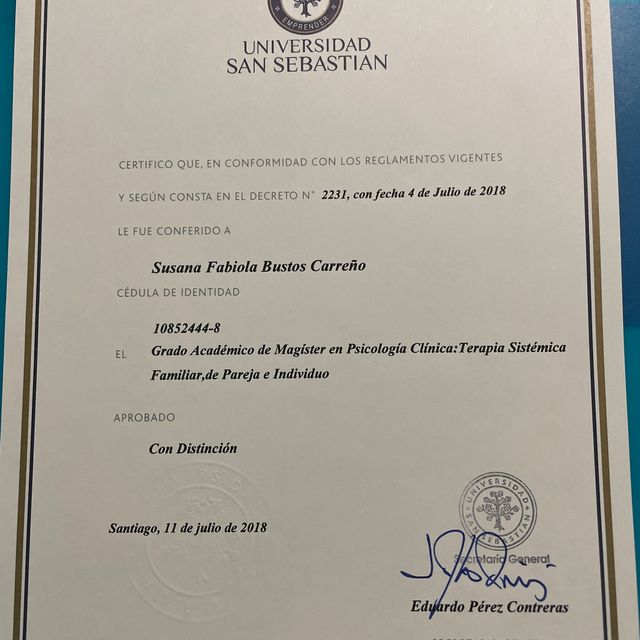 EMPRENDER
UNIVERSIDAD
SAN SEBASTIAN
CERTIFICO QUE, EN CONFORMIDAD CON LOS REGLAMENTOS VIGENTES
Y SEGÚN CONSTA EN EL DECRETO N° 2231, con fecha 4 de Julio de 2018
LE FUE CONFERIDO A
Susana Fabiola Bustos Carreño
CÉDULA DE IDENTIDAD
10852444-8
EL Grado Académico de Magíster en Psicología Clínica:Terapia Sistémica
Familiar,de Pareja e Individuo
APROBADO
Con Distinción
Santiago, 11 de julio de 2018
UNIVERSIDAD
SAN SEBASTIAN
Secretaría General
Eduardo Pérez Contreras